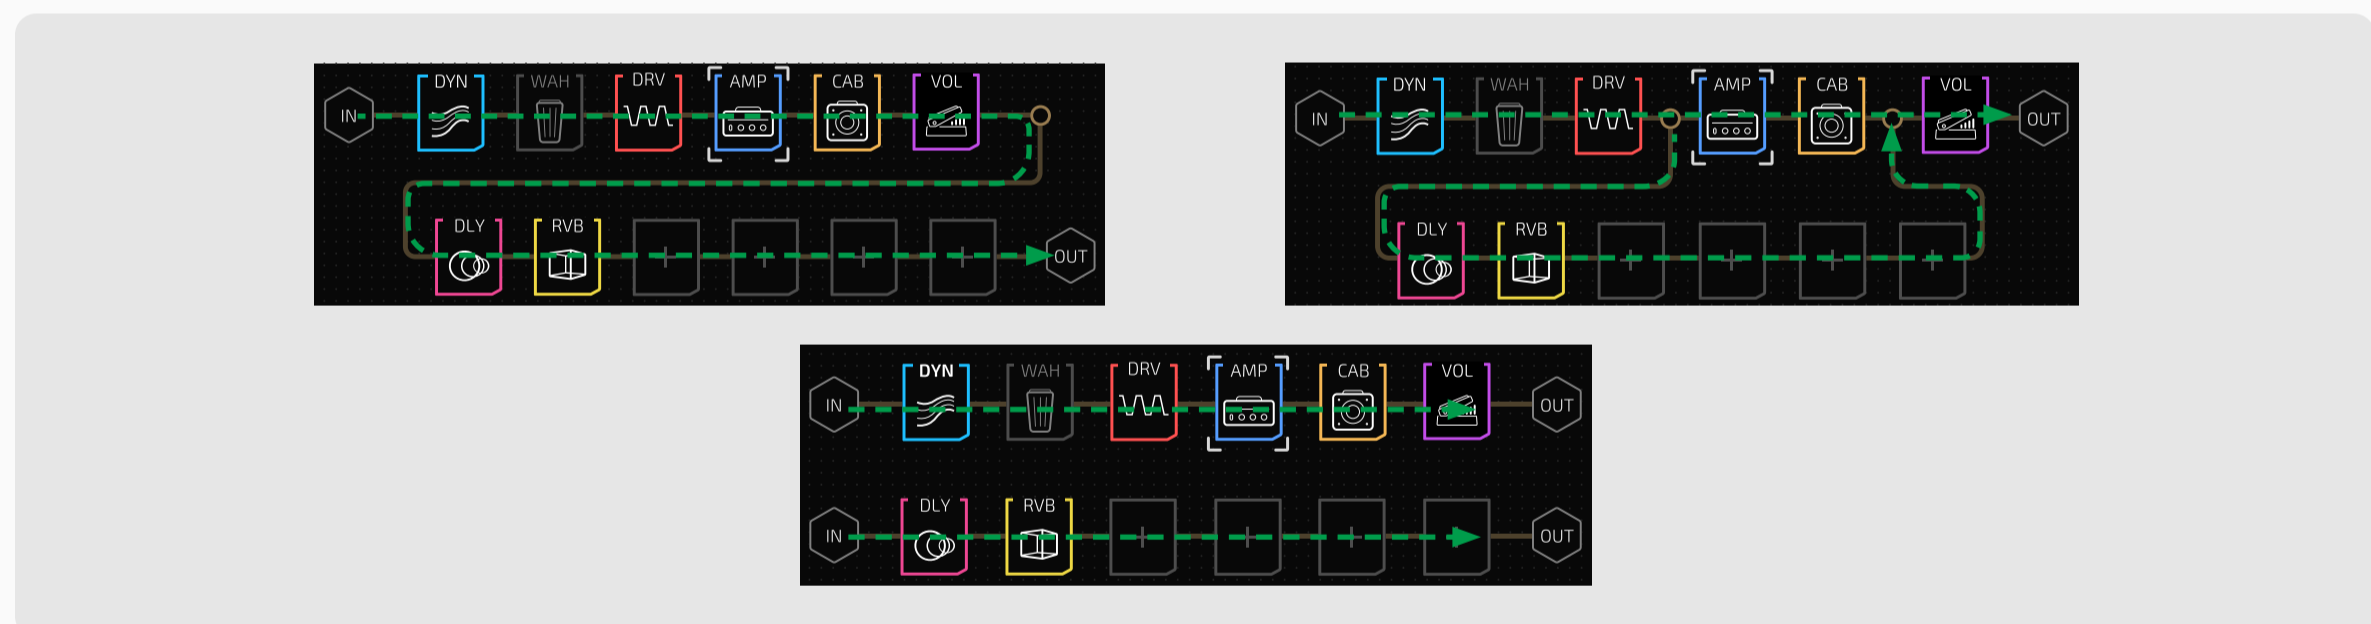 IN DYN WAH DRV AMP CAB VOL
DLY RVB OUT
IN DYN WAH DRV AMP CAB VOL OUT
DLY RVB
IN DYN WAH DRV AMP CAB VOL OUT
IN DLY RVB OUT